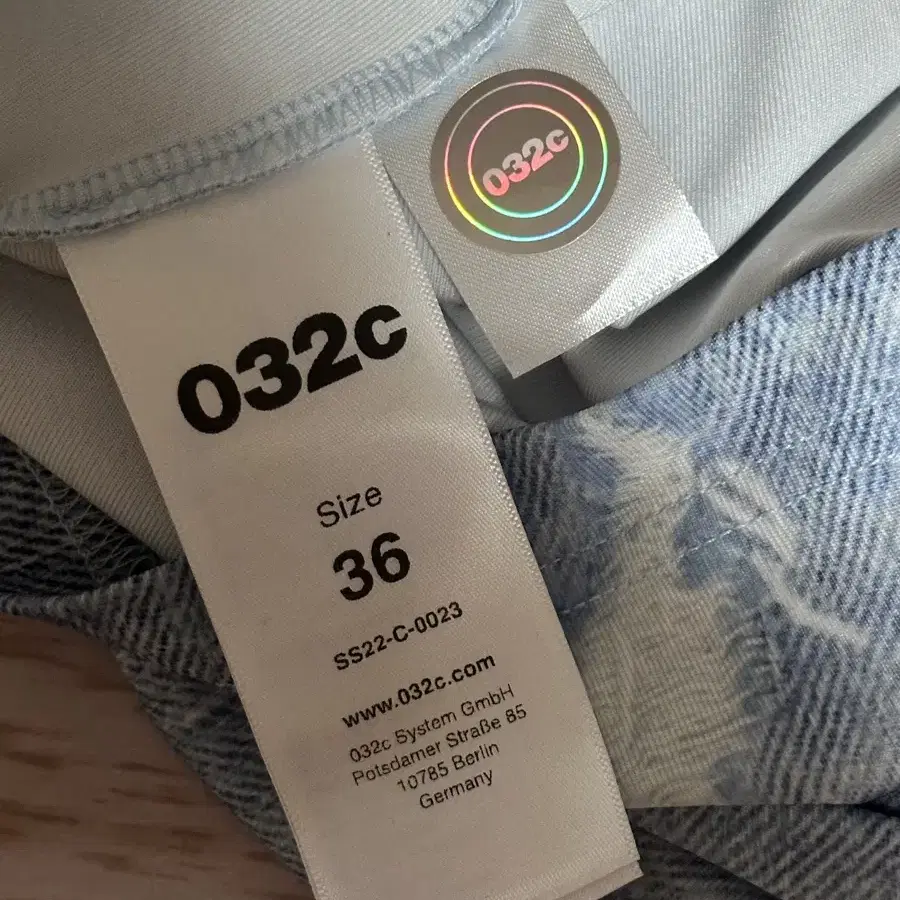 032c
032c
Size
36
SS22-C-0023
www.032c.com
032c System GmbH
Potsdamer Straße 85
10785 Berlin
Germany